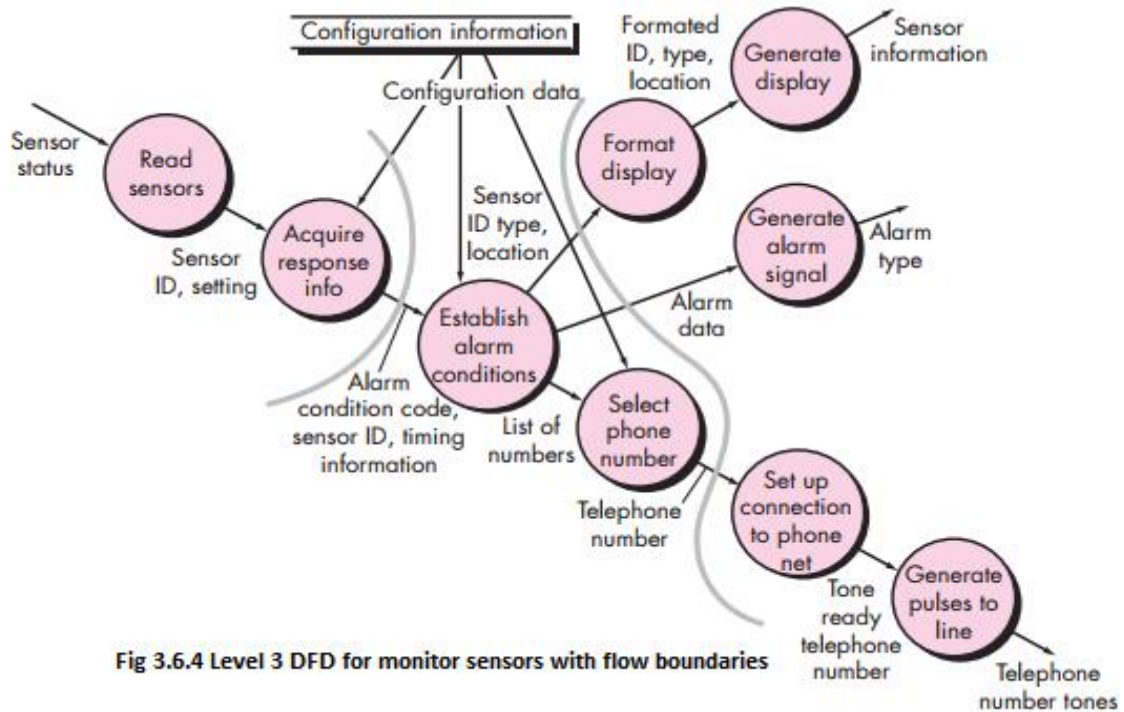 Configuration information
Configuration data
Sensor
status
Read
sensors
Sensor
ID, setting
Acquire
response
info
Alarm
condition code,
sensor ID, timing
information
Establish
alarm
conditions
Sensor
ID type,
location
Formated
ID, type,
location
Format
display
Generate
display
Sensor
information
Generate
alarm
signal
Alarm
type
Alarm
data
List of
numbers
Select
phone
number
Telephone
number
Set up
connection
to phone
net
Tone
ready
telephone
number
Generate
pulses to
line
Telephone
number tones
Fig 3.6.4 Level 3 DFD for monitor sensors with flow boundaries